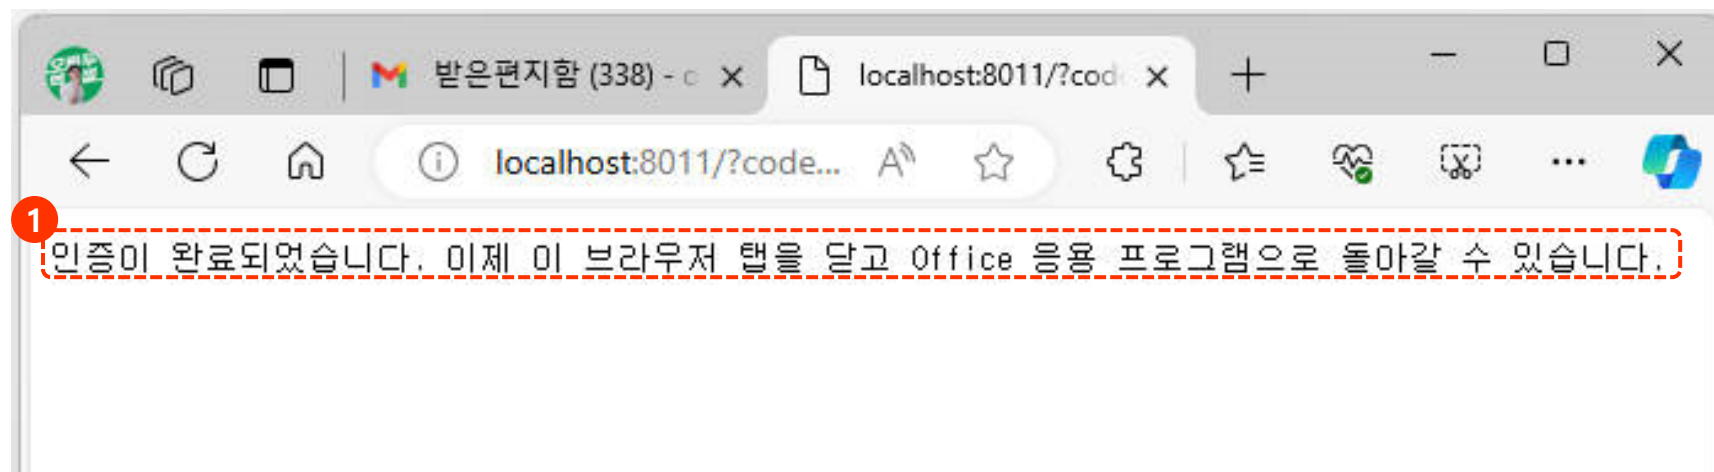 받은편지함 (338) - c
localhost:8011/?cod
localhost:8011/?code...
1
인증이 완료되었습니다. 이제 이 브라우저 탭을 닫고 Office 응용 프로그램으로 돌아갈 수 있습니다.